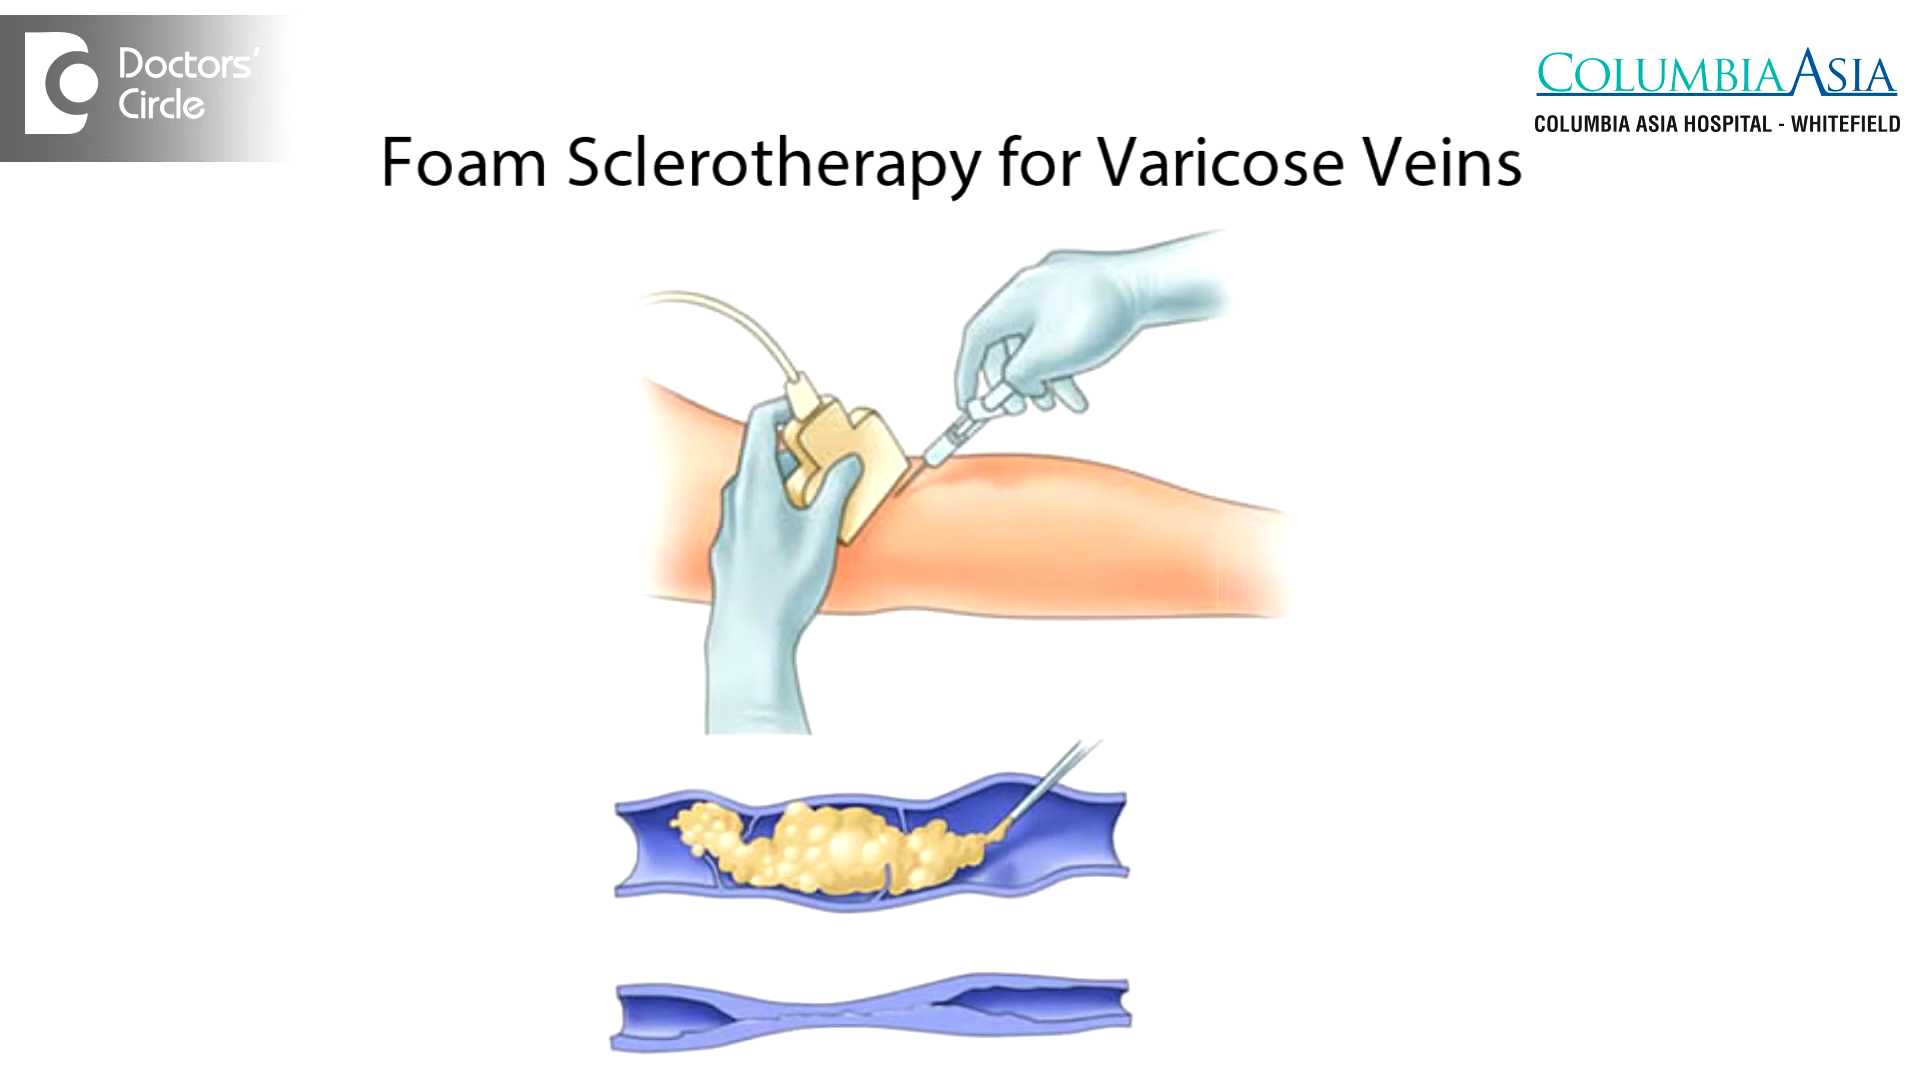 Doctors'
Circle
COLUMBIA ASIA
COLUMBIA ASIA HOSPITAL - WHITEFIELD
Foam Sclerotherapy for Varicose Veins